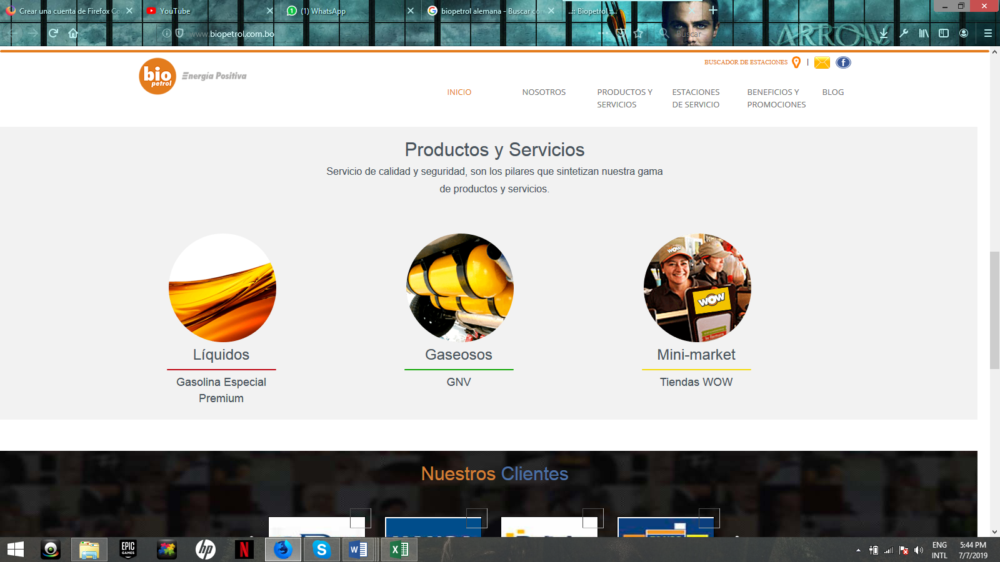 Crear una cuenta de Firefox Co
YouTube
(1) WhatsApp
biopetrol alemana - Buscar co
..:: Biopetrol ::..
www.biopetrol.com.bo
Buscar
ARROW
bio
petrol
Energía Positiva
BUSCADOR DE ESTACIONES
INICIO
NOSOTROS
PRODUCTOS Y
SERVICIOS
ESTACIONES
DE SERVICIO
BENEFICIOS Y
PROMOCIONES
BLOG
Productos y Servicios
Servicio de calidad y seguridad, son los pilares que sintetizan nuestra gama
de productos y servicios.
WOW
WOW
Líquidos
Gaseosos
Mini-market
Gasolina Especial
Premium
GNV
Tiendas WOW
Nuestros Clientes
EPIC
GAMES
hp
N
ENG
INTL
5:44 PM
7/7/2019